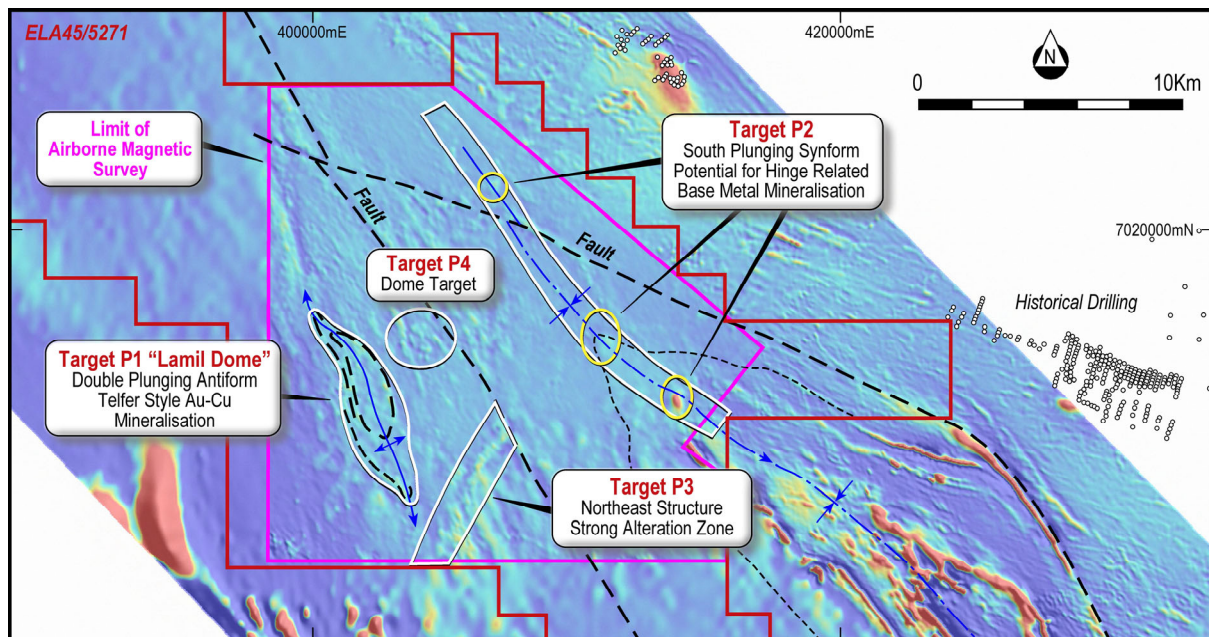 ELA45/5271
400000mE
420000mE
N
0
10Km
Limit of
Airborne Magnetic
Survey
Target P2
South Plunging Synform
Potential for Hinge Related
Base Metal Mineralisation
Fault
Fault
7020000mN
Target P4
Dome Target
Historical Drilling
Target P1 “Lamil Dome”
Double Plunging Antiform
Telfer Style Au-Cu
Mineralisation
Target P3
Northeast Structure
Strong Alteration Zone